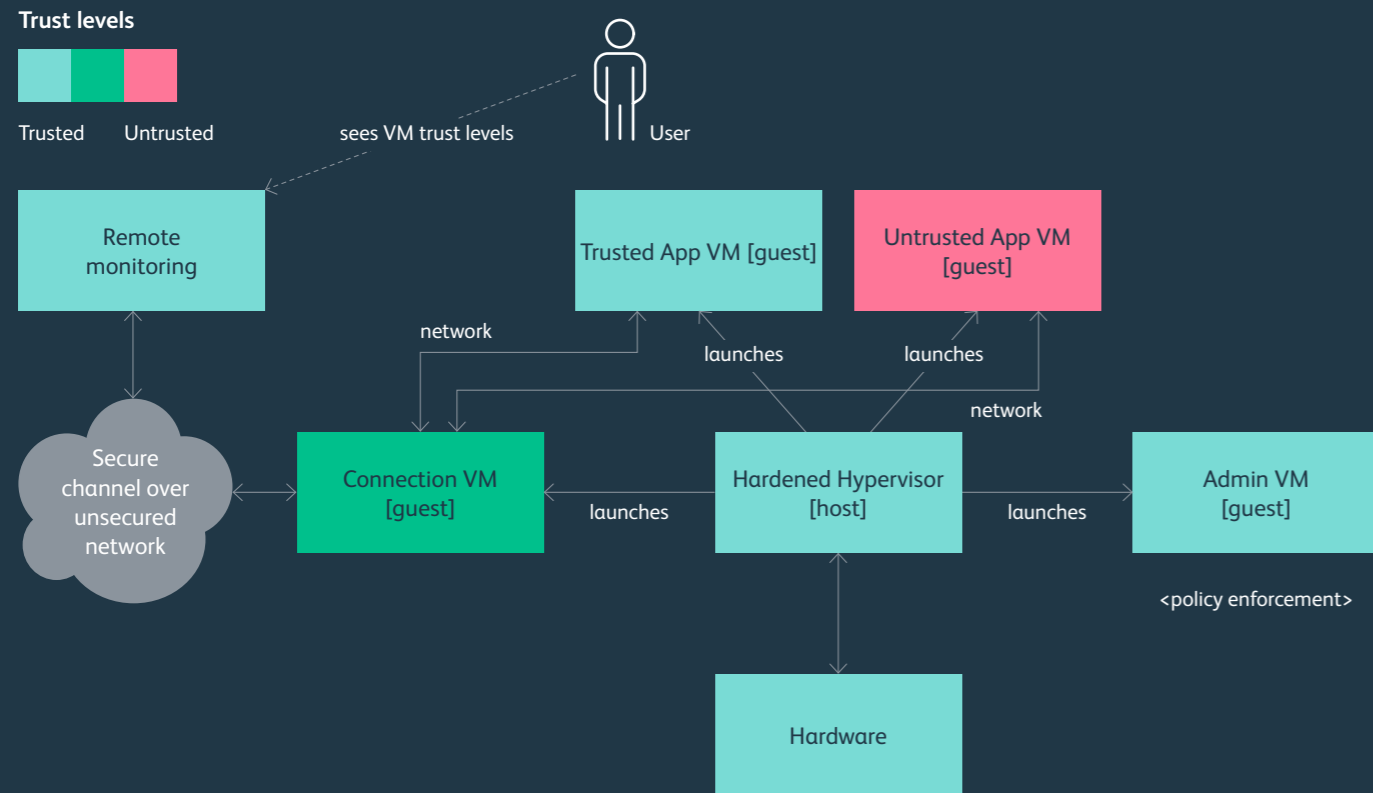 Trust levels
Trusted
Untrusted
sees VM trust levels
User
Remote
monitoring
Trusted App VM [guest]
Untrusted App VM
[guest]
network
launches
launches
network
Secure
channel over
unsecured
network
Connection VM
[guest]
launches
Hardened Hypervisor
[host]
launches
Admin VM
[guest]
<policy enforcement>
Hardware